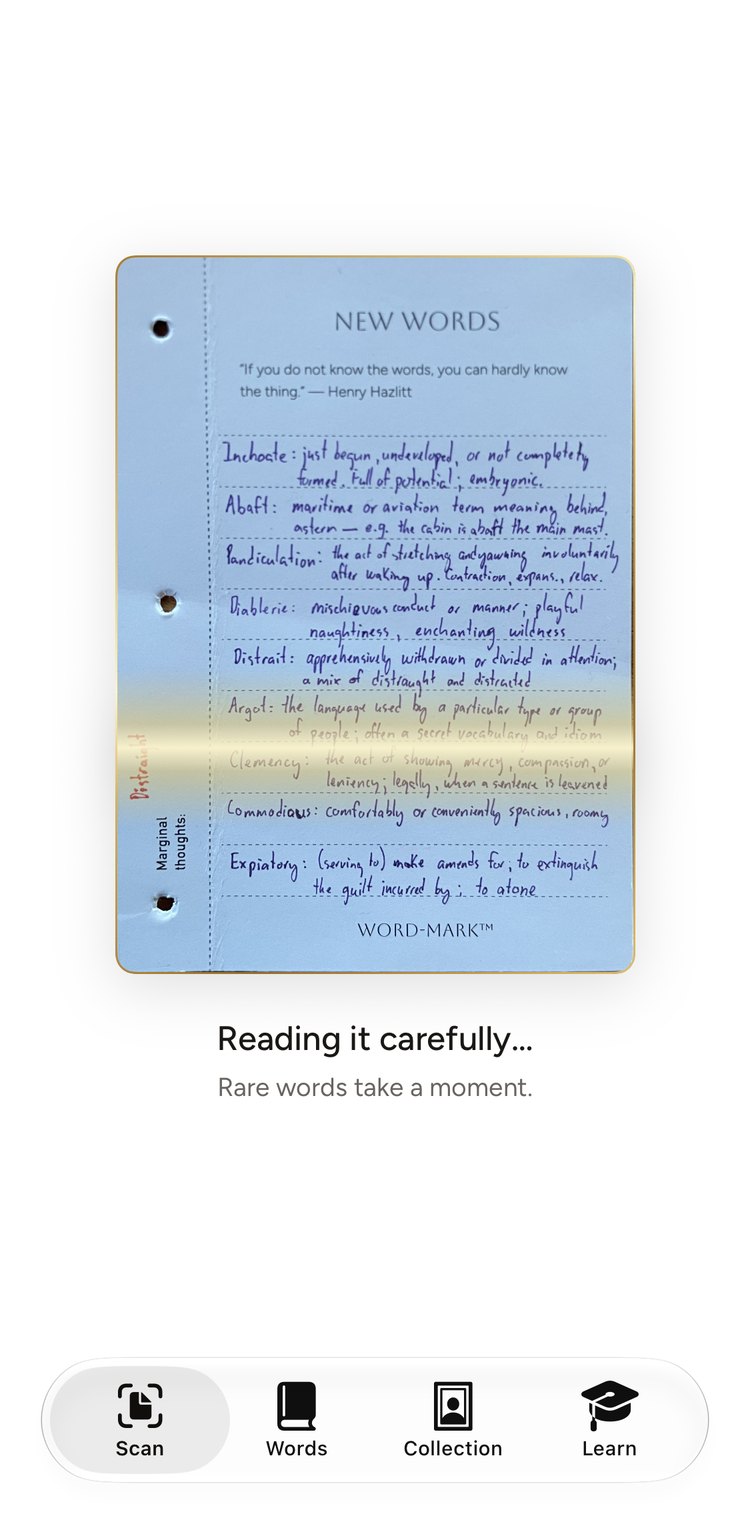 NEW WORDS
“If you do not know the words, you can hardly know
the thing.” — Henry Hazlitt
Inchoate: just begun, undeveloped, or not completely
formed. Full of potential; embryonic.
Abaft: maritime or aviation term meaning behind,
astern — e.g. the cabin is abaft the main mast.
Pandiculation: the act of stretching and yawning involuntarily
after waking up. Contraction, expans., relax.
Diablerie: mischievous conduct or manner; playful
naughtiness, enchanting wildness
Distrait: apprehensively withdrawn or divided in attention;
a mix of distraught and distracted
Argot: the language used by a particular type or group
of people; often a secret vocabulary and idiom
Clemency: the act of showing mercy, compassion, or
leniency; legally, when a sentence is leavened
Commodious: comfortably or conveniently spacious, roomy
Expiatory: (serving to) make amends for; to extinguish
the guilt incurred by; to atone
Distraight
Marginal
thoughts:
WORD-MARK™
Reading it carefully...
Rare words take a moment.
Scan
Words
Collection
Learn